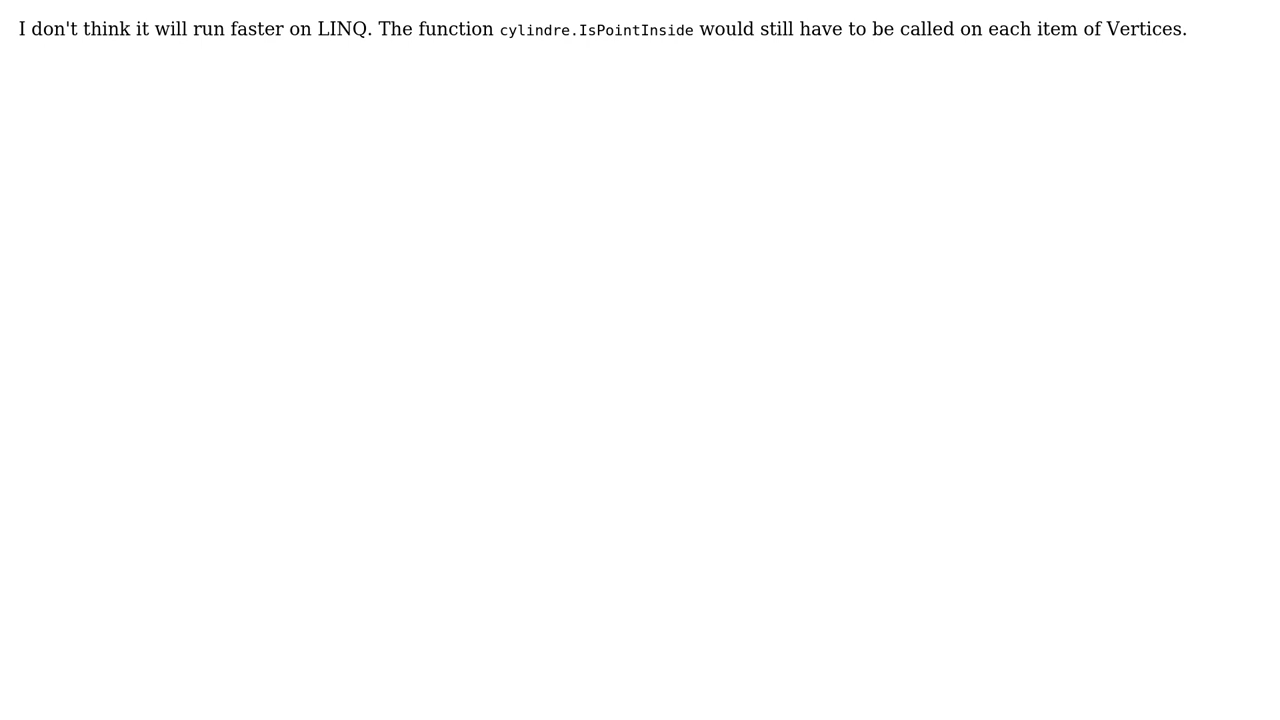 I don't think it will run faster on LINQ. The function cylindre.IsPointInside would still have to be called on each item of Vertices.